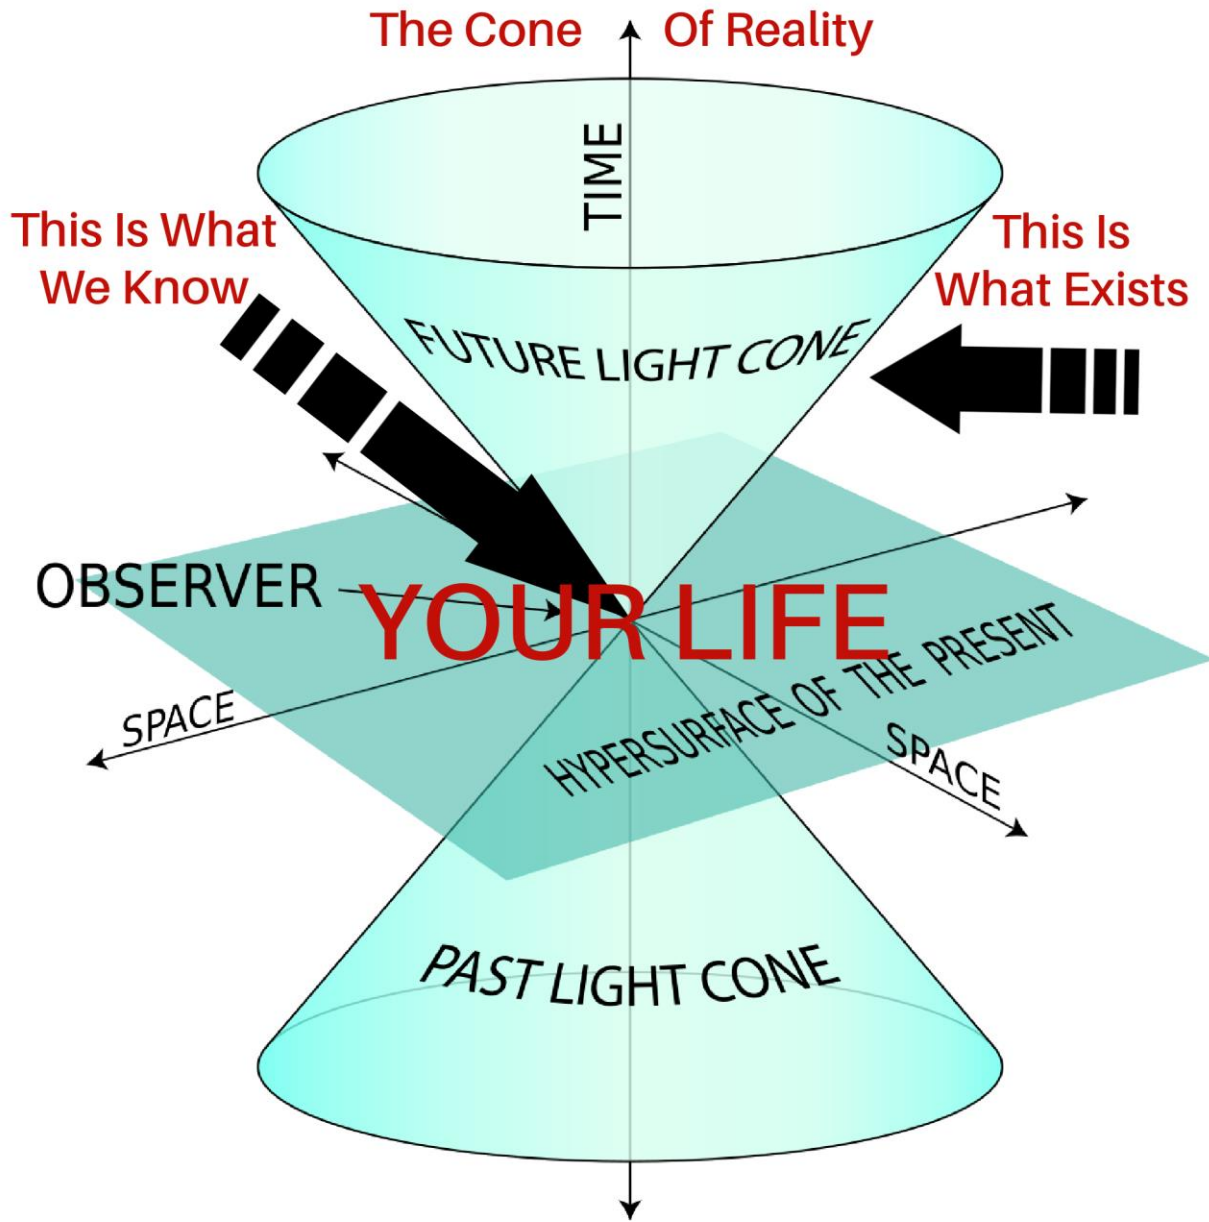 The Cone Of Reality
TIME
This Is What
We Know
This Is
What Exists
FUTURE LIGHT CONE
OBSERVER
YOUR LIFE
SPACE
HYPERSURFACE OF THE PRESENT
SPACE
PAST LIGHT CONE